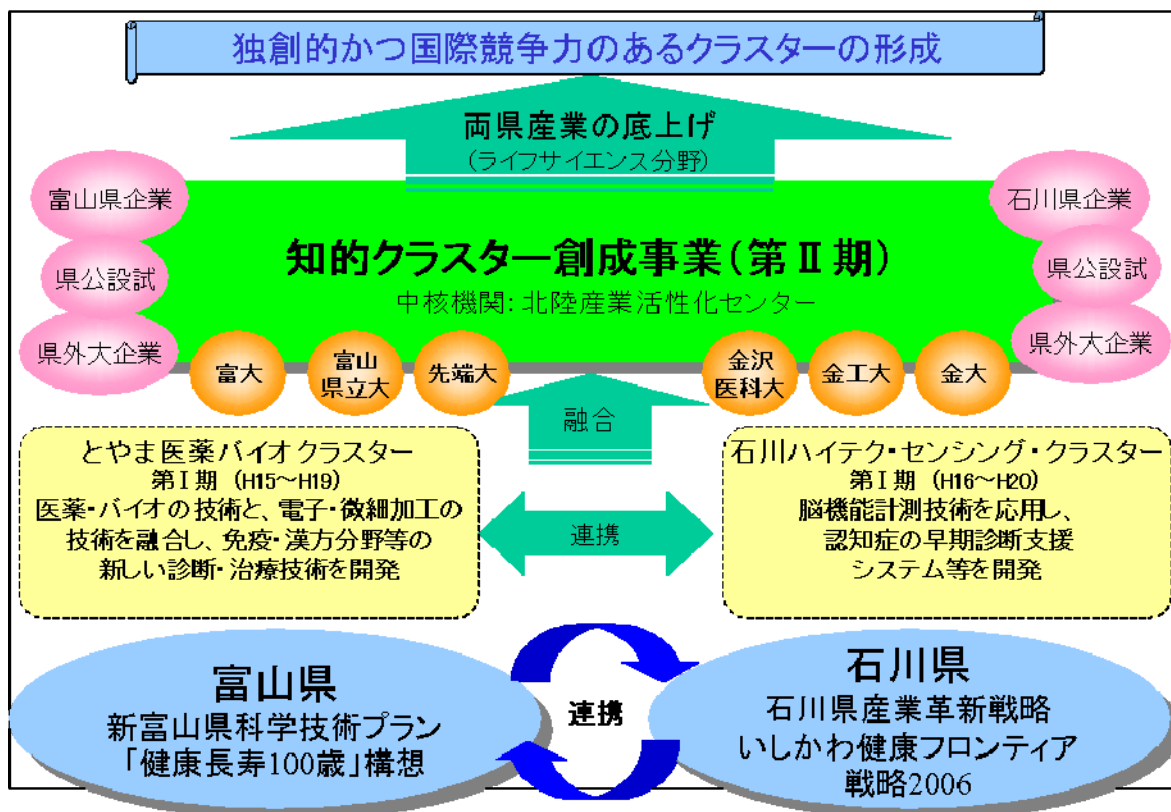 独創的かつ国際競争力のあるクラスターの形成
両県産業の底上げ
(ライフサイエンス分野)
富山県企業
県公設試
県外大企業
石川県企業
県公設試
県外大企業
知的クラスター創成事業(第Ⅱ期)
中核機関: 北陸産業活性化センター
富大
富山
県立大
先端大
金沢
医科大
金工大
金大
融合
とやま医薬バイオクラスター
第Ⅰ期 (H15～H19)
医薬・バイオの技術と、電子・微細加工の
技術を融合し、免疫・漢方分野等の
新しい診断・治療技術を開発
連携
石川ハイテク・センシング・クラスター
第Ⅰ期 (H16～H20)
脳機能計測技術を応用し、
認知症の早期診断支援
システム等を開発
富山県
新富山県科学技術プラン
「健康長寿100歳」構想
連携
石川県
石川県産業革新戦略
いしかわ健康フロンティア
戦略2006